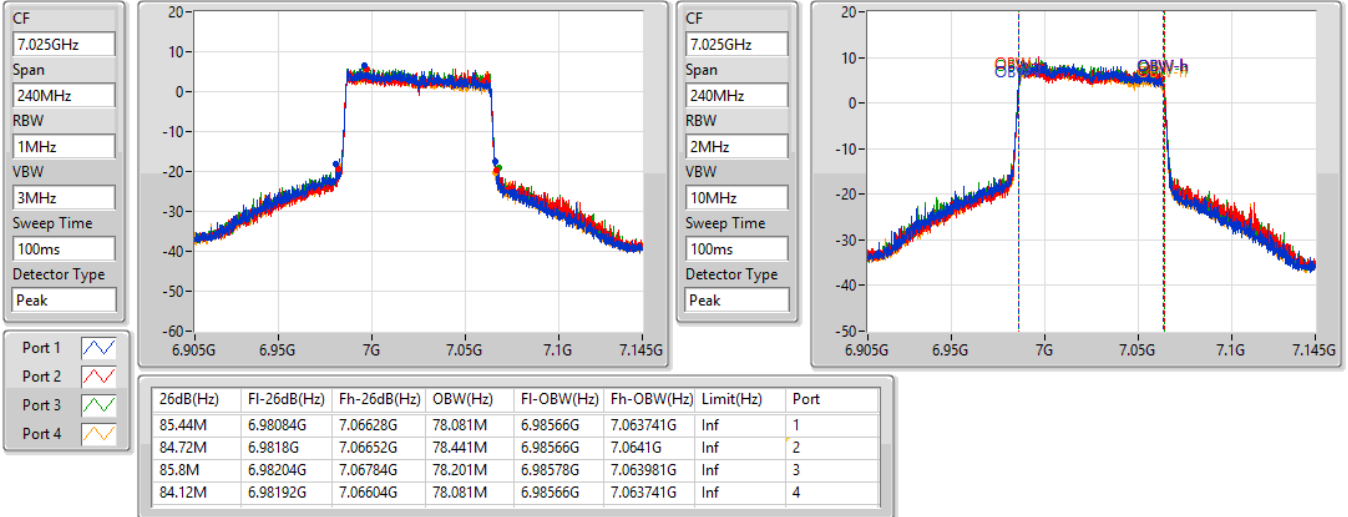 CF
7.025GHz
Span
240MHz
RBW
1MHz
VBW
3MHz
Sweep Time
100ms
Detector Type
Peak
20
10
0
-10
-20
-30
-40
-50
-60
6.905G 6.95G 7G 7.05G 7.1G 7.145G
CF
7.025GHz
Span
240MHz
RBW
2MHz
VBW
10MHz
Sweep Time
100ms
Detector Type
Peak
20
10
0
-10
-20
-30
-40
-50
OBW-h
6.905G 6.95G 7G 7.05G 7.1G 7.145G
Port 1
Port 2
Port 3
Port 4
26dB(Hz) Fl-26dB(Hz) Fh-26dB(Hz) OBW(Hz) Fl-OBW(Hz) Fh-OBW(Hz) Limit(Hz) Port
85.44M 6.98084G 7.06628G 78.081M 6.98566G 7.063741G Inf 1
84.72M 6.9818G 7.06652G 78.441M 6.98566G 7.0641G Inf 2
85.8M 6.98204G 7.06784G 78.201M 6.98578G 7.063981G Inf 3
84.12M 6.98192G 7.06604G 78.081M 6.98566G 7.063741G Inf 4